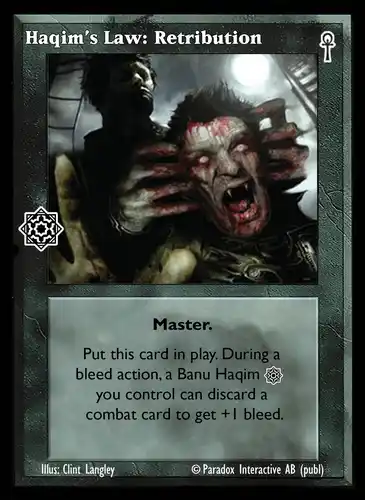 Haqim's Law: Retribution
Master.
Put this card in play. During a
bleed action, a Banu Haqim
you control can discard a
combat card to get +1 bleed.
Illus: Clint Langley © Paradox Interactive AB (publ)